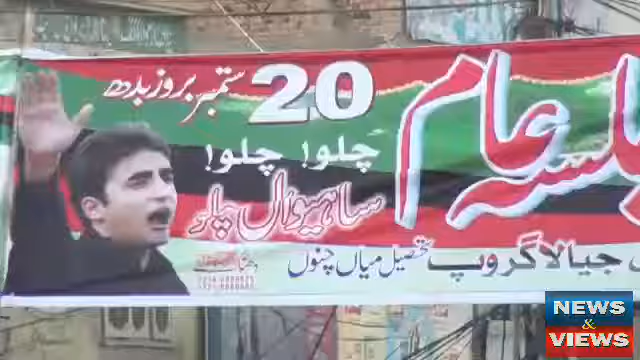 جلسہ عام
20 ستمبر بروز بدھ
چلو! چلو!
ساہیوال چلو
جیالا گروپ تحصیل میاں چنوں
NEWS
&
VIEWS